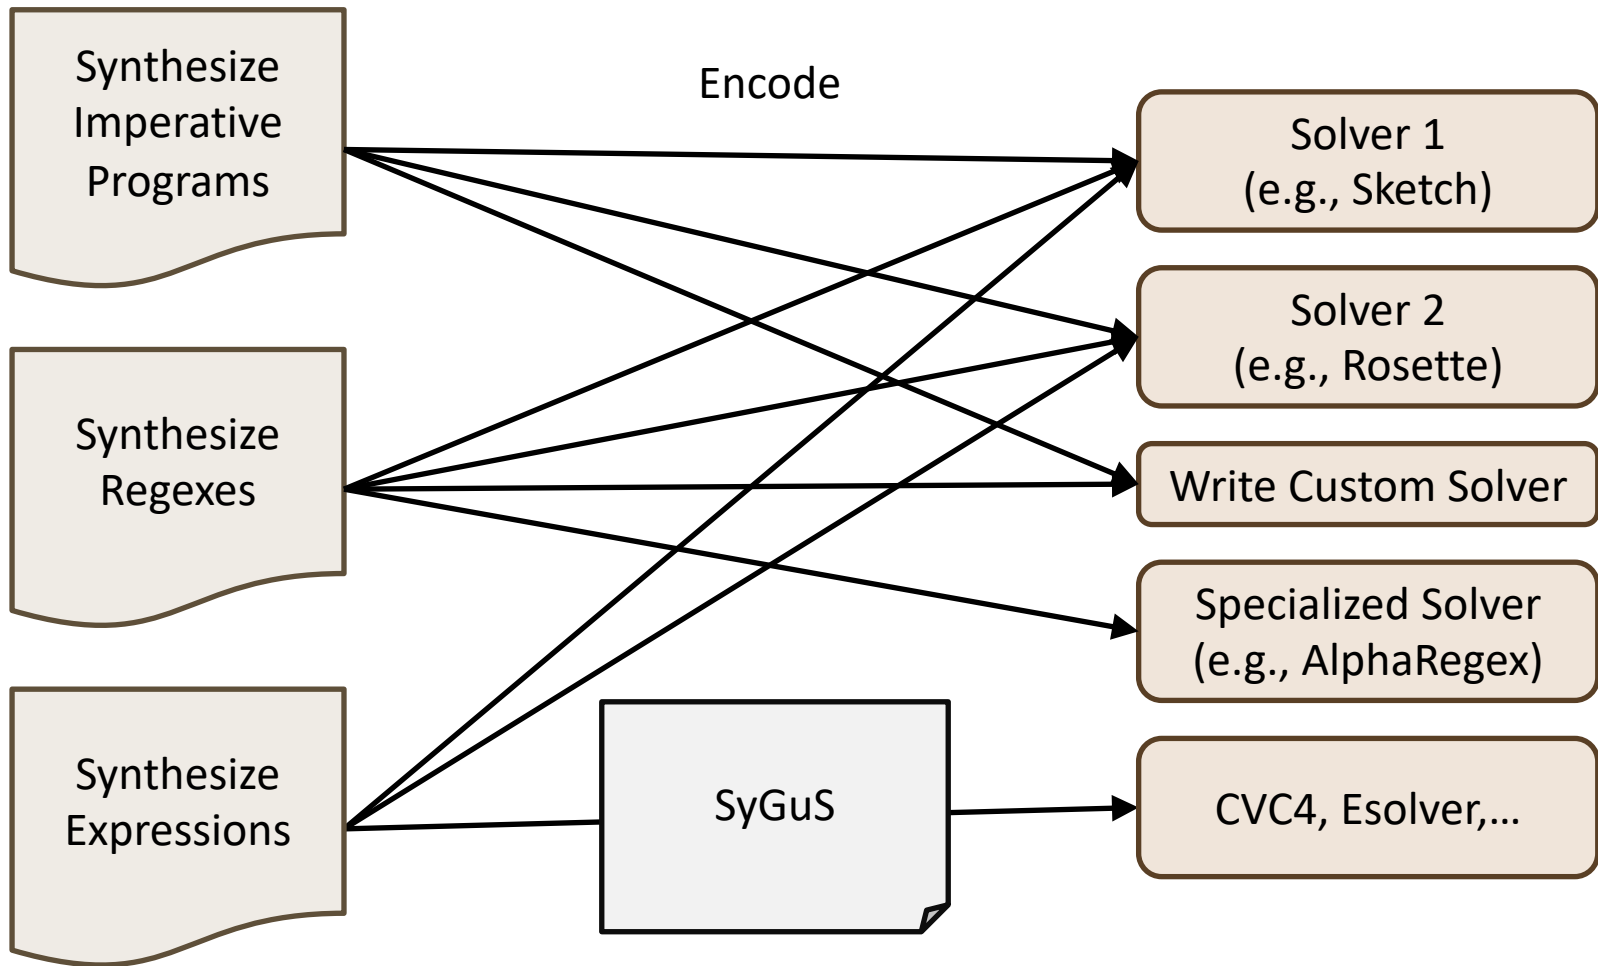 Synthesize
Imperative
Programs
Encode
Solver 1
(e.g., Sketch)
Solver 2
(e.g., Rosette)
Synthesize
Regexes
Write Custom Solver
Specialized Solver
(e.g., AlphaRegex)
Synthesize
Expressions
SyGuS
CVC4, Esolver,...